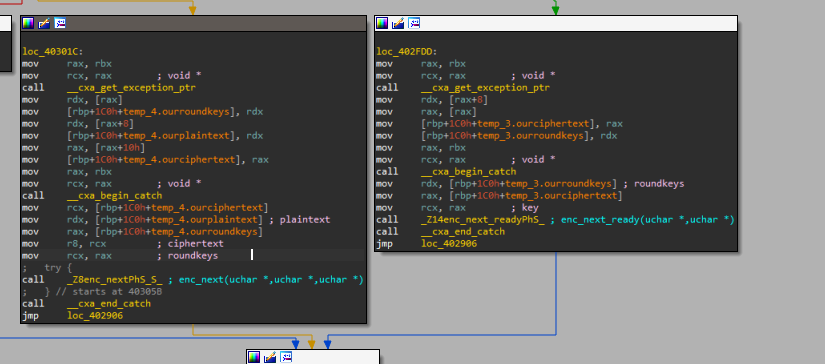 loc_40301C:
mov rax, rbx
mov rcx, rax ; void *
call __cxa_get_exception_ptr
mov rdx, [rax]
mov [rbp+1C0h+temp_4.ourroundkeys], rdx
mov rdx, [rax+8]
mov [rbp+1C0h+temp_4.ourplaintext], rdx
mov rax, [rax+10h]
mov [rbp+1C0h+temp_4.ourciphertext], rax
mov rax, rbx
mov rcx, rax ; void *
call __cxa_begin_catch
mov rcx, [rbp+1C0h+temp_4.ourciphertext]
mov rdx, [rbp+1C0h+temp_4.ourplaintext] ; plaintext
mov rax, [rbp+1C0h+temp_4.ourroundkeys]
mov r8, rcx ; ciphertext
mov rcx, rax ; roundkeys
; try {
call _Z8enc_nextPhS_S_ ; enc_next(uchar *,uchar *,uchar *)
; } // starts at 40305B
call __cxa_end_catch
jmp loc_402906
loc_402FDD:
mov rax, rbx
mov rcx, rax ; void *
call __cxa_get_exception_ptr
mov rdx, [rax+8]
mov rax, [rax]
mov [rbp+1C0h+temp_3.ourciphertext], rax
mov [rbp+1C0h+temp_3.ourroundkeys], rdx
mov rax, rbx
mov rcx, rax ; void *
call __cxa_begin_catch
mov rdx, [rbp+1C0h+temp_3.ourroundkeys] ; roundkeys
mov rax, [rbp+1C0h+temp_3.ourciphertext]
mov rcx, rax ; key
call _Z14enc_next_readyPhS_ ; enc_next_ready(uchar *,uchar *)
call __cxa_end_catch
jmp loc_402906